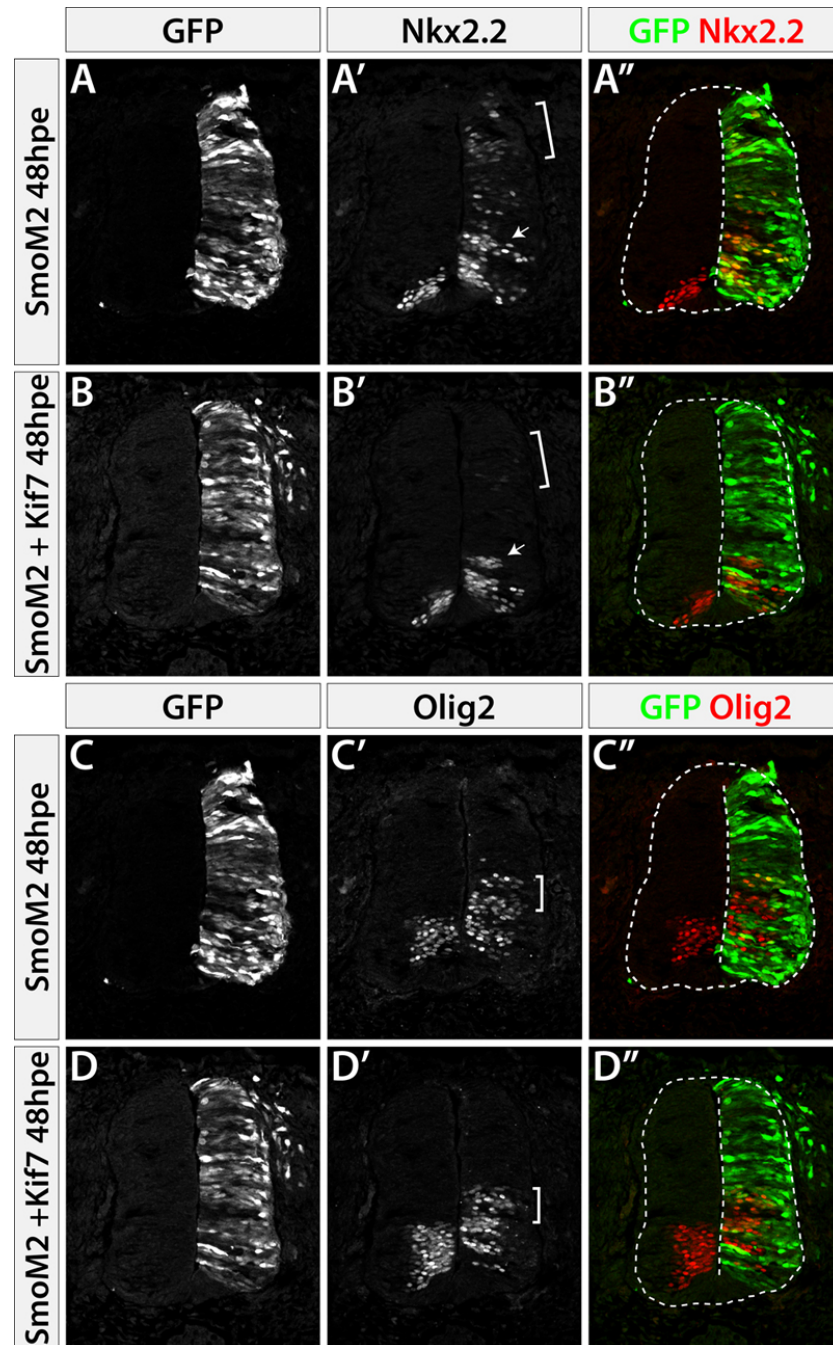 GFP Nkx2.2 GFP Nkx2.2
SmoM2 48hpe
A A′ A″
SmoM2 + Kif7 48hpe
B B′ B″
GFP Olig2 GFP Olig2
SmoM2 48hpe
C C′ C″
SmoM2 +Kif7 48hpe
D D′ D″